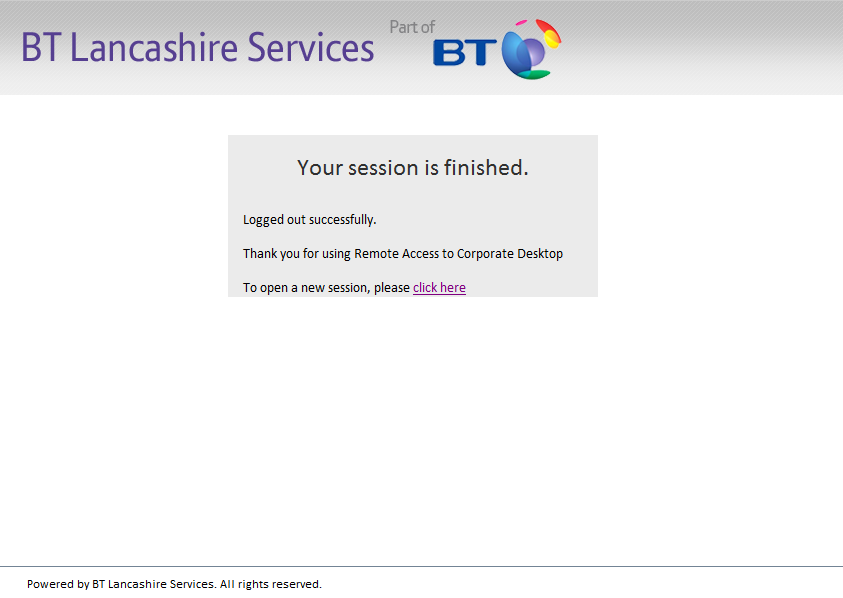 BT Lancashire Services
Part of
BT
Your session is finished.
Logged out successfully.
Thank you for using Remote Access to Corporate Desktop
To open a new session, please click here
Powered by BT Lancashire Services. All rights reserved.